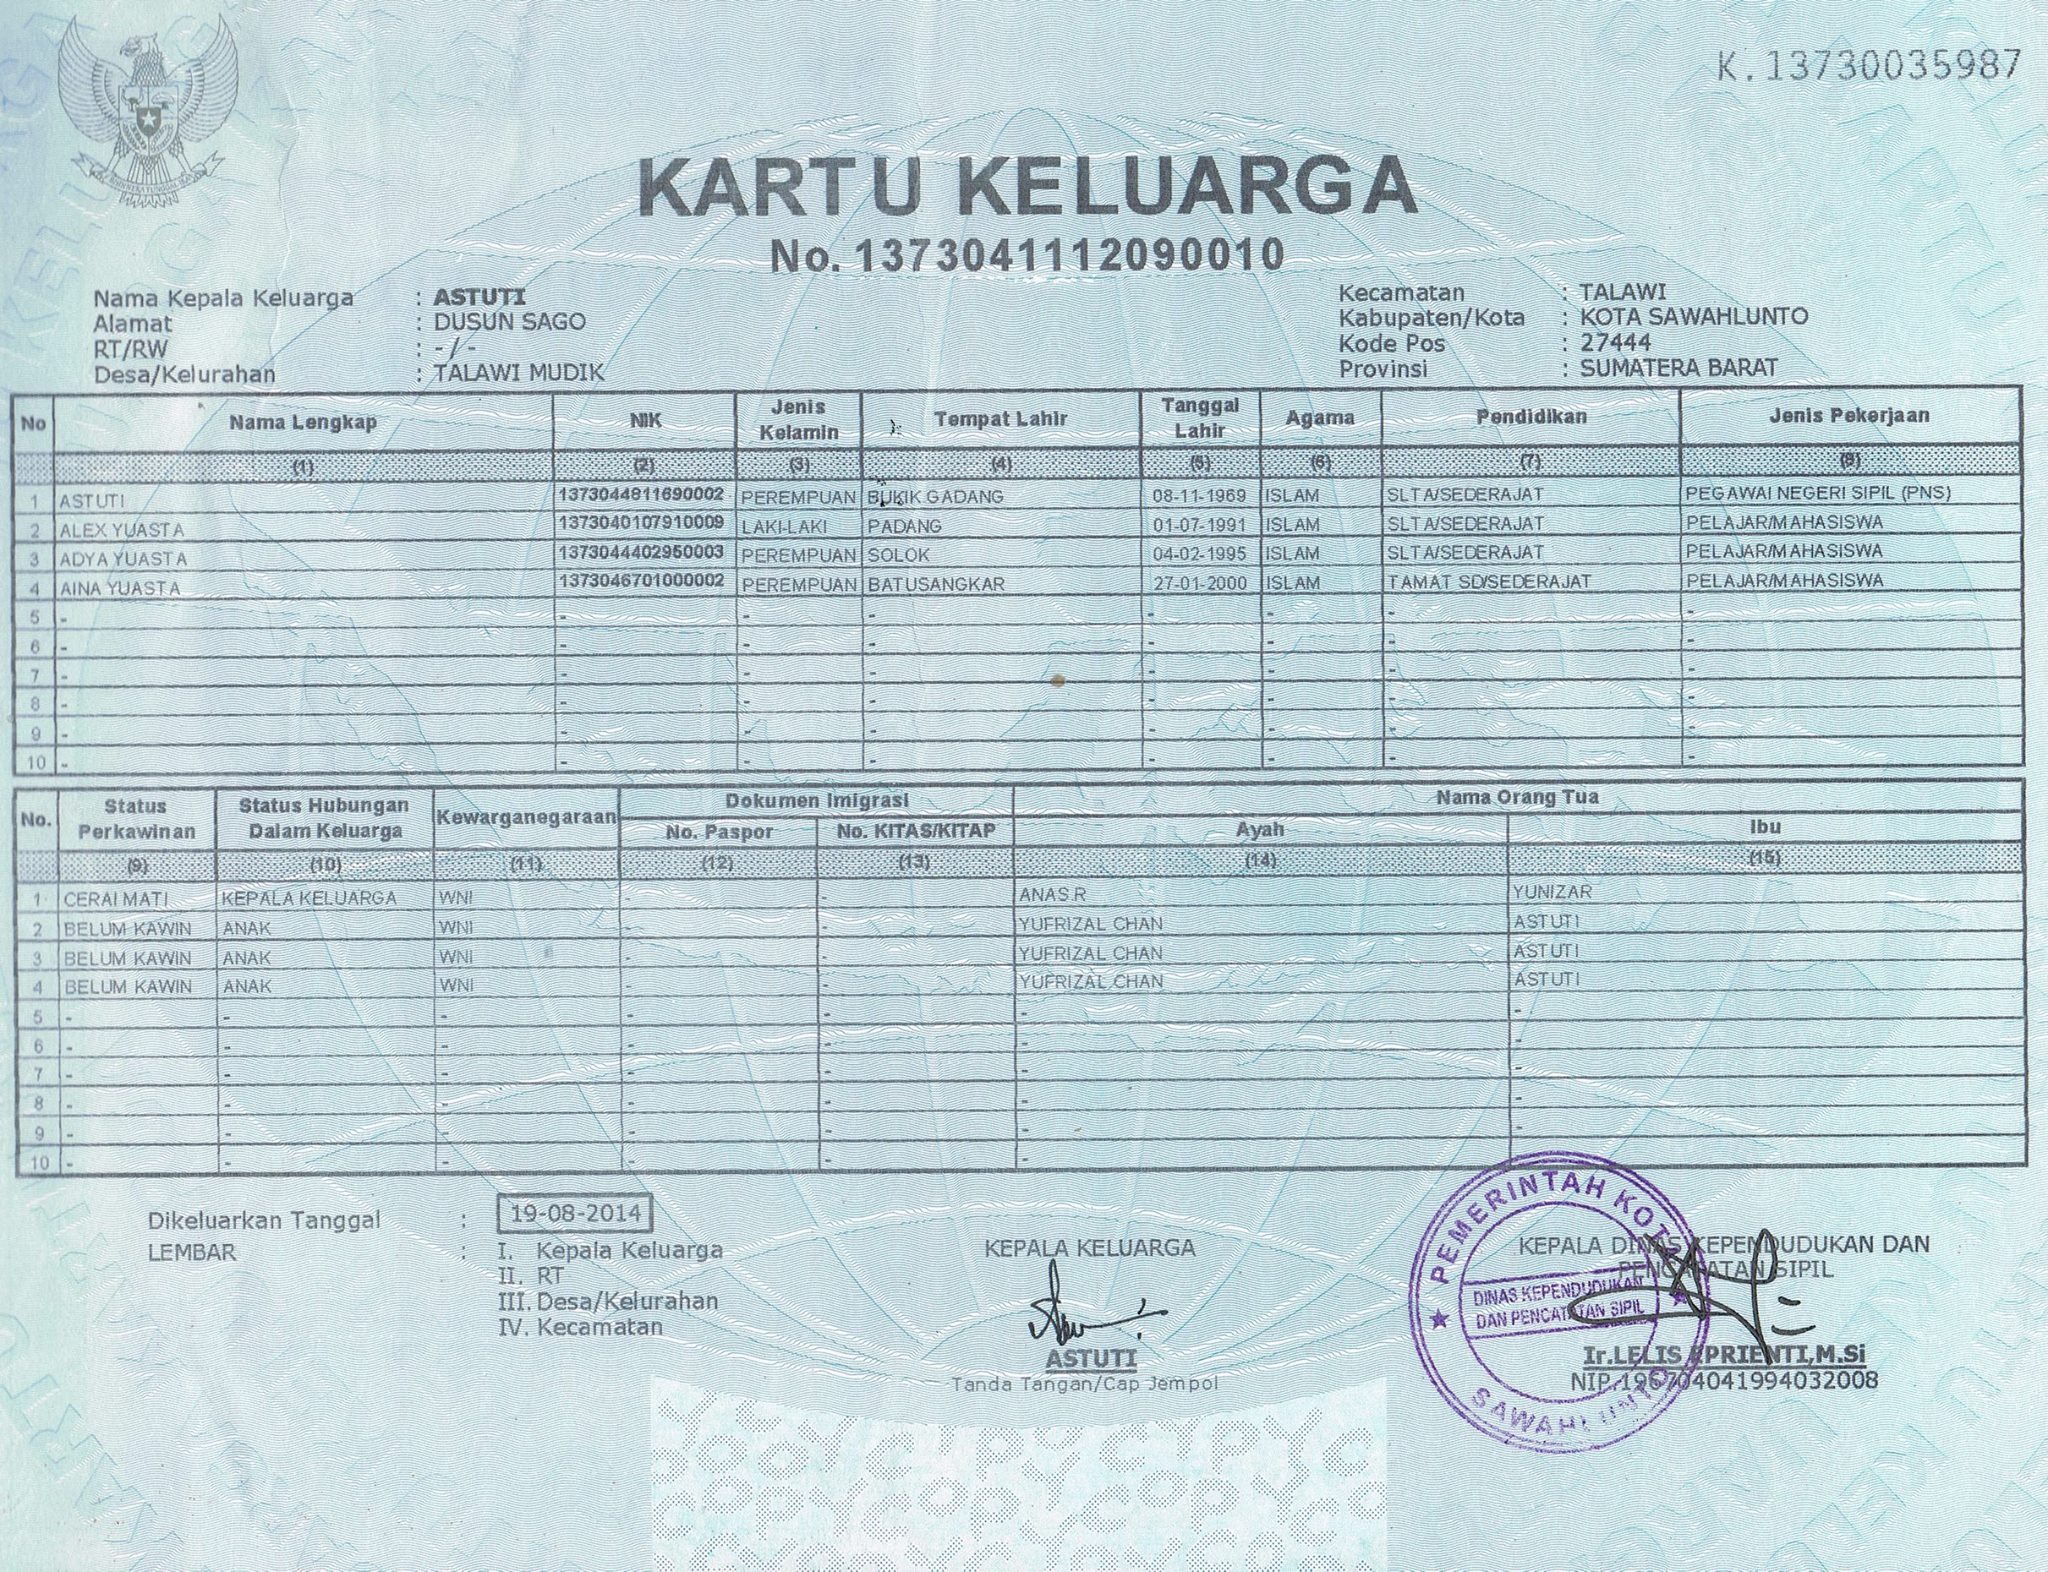 K.13730035987
KARTU KELUARGA
No. 1373041112090010
Nama Kepala Keluarga : ASTUTI
Alamat : DUSUN SAGO
RT/RW : - / -
Desa/Kelurahan : TALAWI MUDIK
Kecamatan : TALAWI
Kabupaten/Kota : KOTA SAWAHLUNTO
Kode Pos : 27444
Provinsi : SUMATERA BARAT
No Nama Lengkap NIK Jenis Kelamin Tempat Lahir Tanggal Lahir Agama Pendidikan Jenis Pekerjaan
(1) (2) (3) (4) (5) (6) (7) (8)
1 ASTUTI 1373044811690002 PEREMPUAN BUKIK GADANG 08-11-1969 ISLAM SLTA/SEDERAJAT PEGAWAI NEGERI SIPIL (PNS)
2 ALEX YUASTA 1373040107910009 LAKI-LAKI PADANG 01-07-1991 ISLAM SLTA/SEDERAJAT PELAJAR/MAHASISWA
3 ADYA YUASTA 1373044402950003 PEREMPUAN SOLOK 04-02-1995 ISLAM SLTA/SEDERAJAT PELAJAR/MAHASISWA
4 AINA YUASTA 1373046701000002 PEREMPUAN BATUSANGKAR 27-01-2000 ISLAM TAMAT SD/SEDERAJAT PELAJAR/MAHASISWA
5 - - - - - - - -
6 - - - - - - - -
7 - - - - - - - -
8 - - - - - - - -
9 - - - - - - - -
10 - - - - - - - -
No. Status Perkawinan Status Hubungan Dalam Keluarga Kewarganegaraan Dokumen Imigrasi Nama Orang Tua
No. Paspor No. KITAS/KITAP Ayah Ibu
(9) (10) (11) (12) (13) (14) (15)
1 CERAI MATI KEPALA KELUARGA WNI - - ANAS.R YUNIZAR
2 BELUM KAWIN ANAK WNI - - YUFRIZAL CHAN ASTUTI
3 BELUM KAWIN ANAK WNI - - YUFRIZAL CHAN ASTUTI
4 BELUM KAWIN ANAK WNI - - YUFRIZAL CHAN ASTUTI
5 - - - - - - -
6 - - - - - - -
7 - - - - - - -
8 - - - - - - -
9 - - - - - - -
10 - - - - - - -
Dikeluarkan Tanggal : 19-08-2014
LEMBAR : I. Kepala Keluarga
II. RT
III. Desa/Kelurahan
IV. Kecamatan
KEPALA KELUARGA
ASTUTI
Tanda Tangan/Cap Jempol
KEPALA DINAS KEPENDUDUKAN DAN
PENCATATAN SIPIL
Ir.LELIS EPRIENTI,M.Si
NIP.196704041994032008
PEMERINTAH KOTA
DINAS KEPENDUDUKAN
DAN PENCATATAN SIPIL
SAWAHLUNTO
COPY COPY COPY